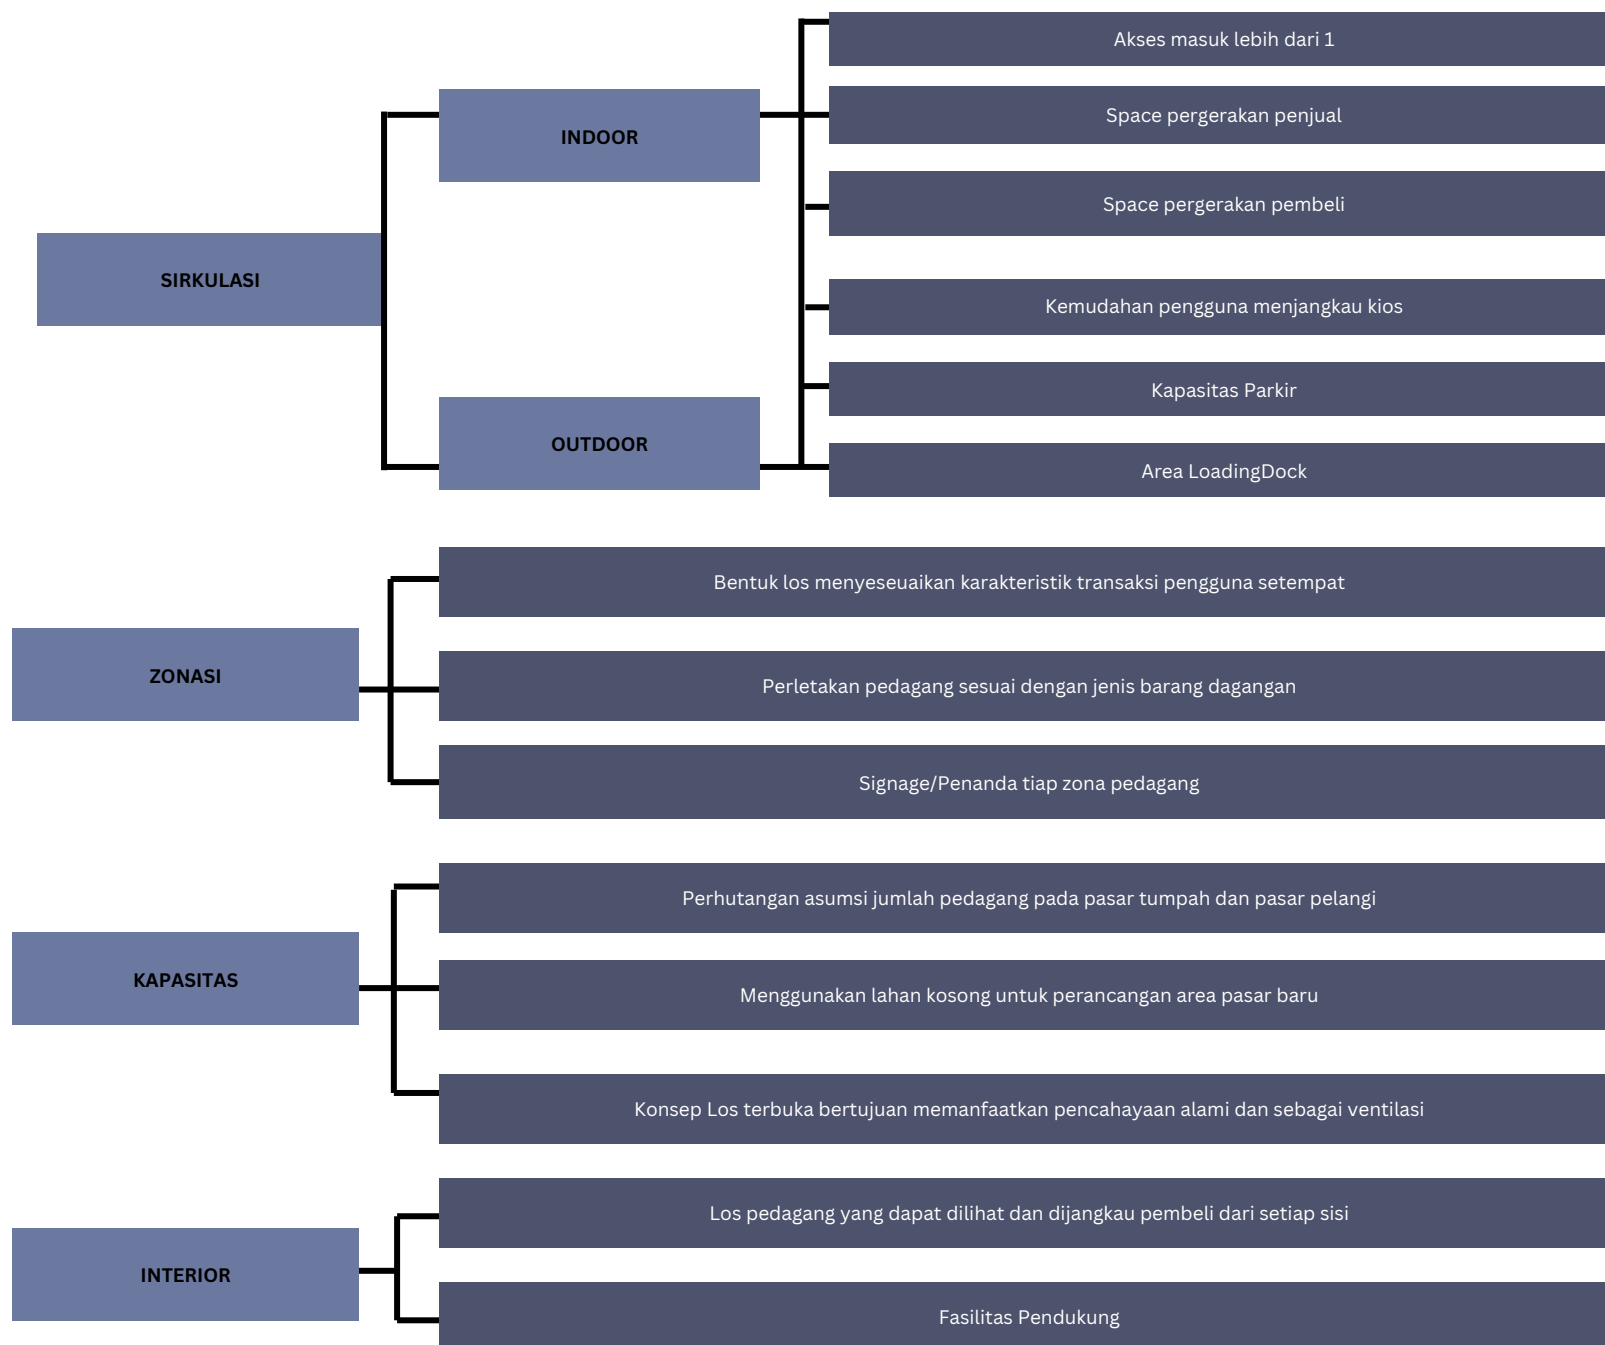 Akses masuk lebih dari 1
Space pergerakan penjual
INDOOR
Space pergerakan pembeli
SIRKULASI
Kemudahan pengguna menjangkau kios
Kapasitas Parkir
OUTDOOR
Area LoadingDock
Bentuk los menyeseuaikan karakteristik transaksi pengguna setempat
ZONASI
Perletakan pedagang sesuai dengan jenis barang dagangan
Signage/Penanda tiap zona pedagang
Perhutangan asumsi jumlah pedagang pada pasar tumpah dan pasar pelangi
KAPASITAS
Menggunakan lahan kosong untuk perancangan area pasar baru
Konsep Los terbuka bertujuan memanfaatkan pencahayaan alami dan sebagai ventilasi
Los pedagang yang dapat dilihat dan dijangkau pembeli dari setiap sisi
INTERIOR
Fasilitas Pendukung